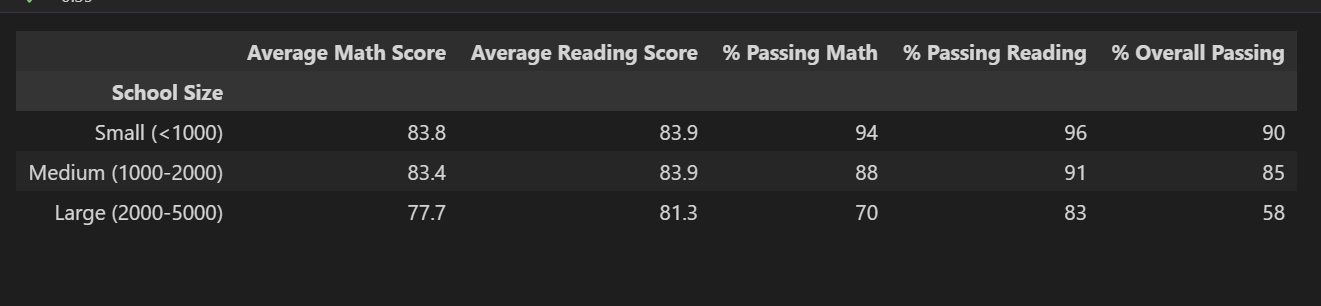 Average Math Score Average Reading Score % Passing Math % Passing Reading % Overall Passing
School Size
Small (<1000) 83.8 83.9 94 96 90
Medium (1000-2000) 83.4 83.9 88 91 85
Large (2000-5000) 77.7 81.3 70 83 58